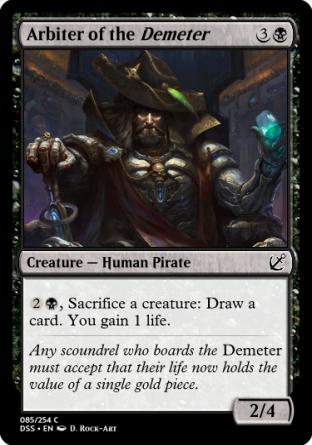 Arbiter of the Demeter 3
Creature — Human Pirate
2 , Sacrifice a creature: Draw a
card. You gain 1 life.
Any scoundrel who boards the Demeter
must accept that their life now holds the
value of a single gold piece.
2/4
085/254 C
DSS • EN D. Rock-Art